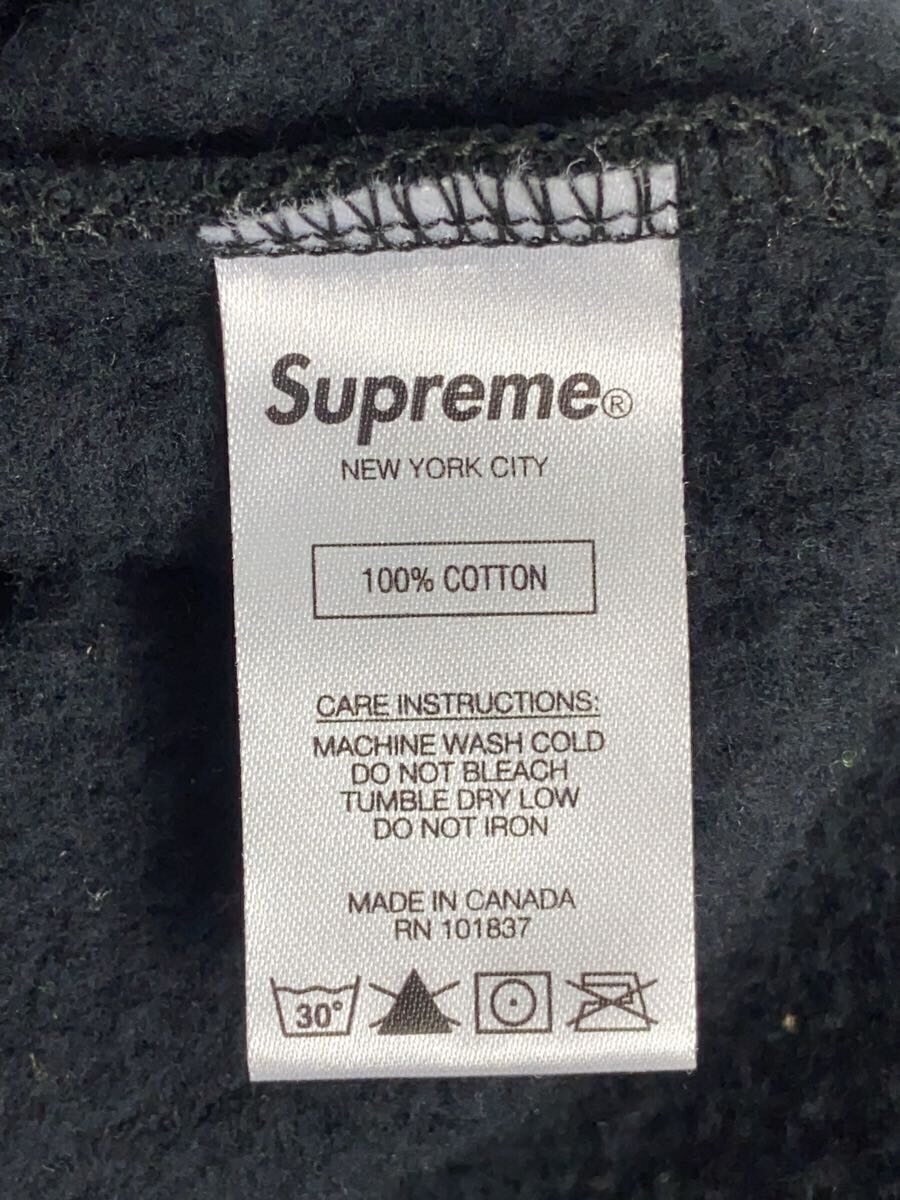 Supreme®
NEW YORK CITY
100% COTTON
CARE INSTRUCTIONS:
MACHINE WASH COLD
DO NOT BLEACH
TUMBLE DRY LOW
DO NOT IRON
MADE IN CANADA
RN 101837
30°